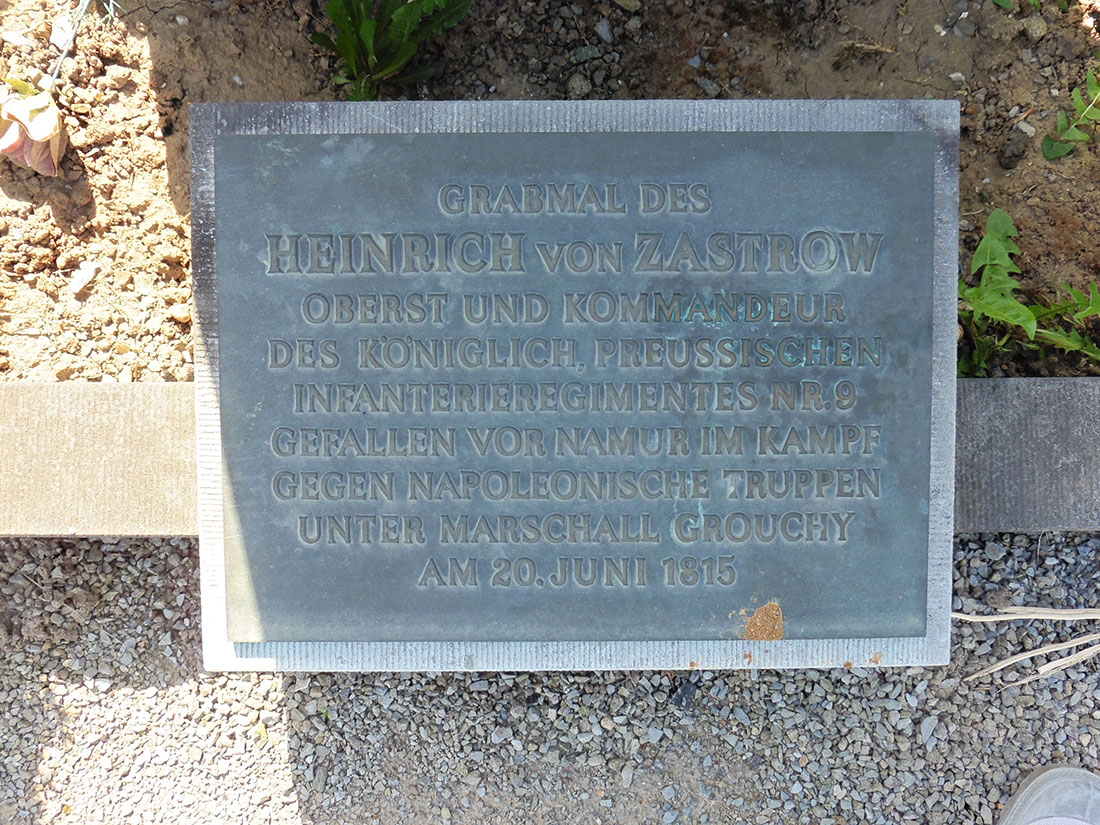 GRABMAL DES
HEINRICH VON ZASTROW
OBERST UND KOMMANDEUR
DES KÖNIGLICH, PREUSSISCHEN
INFANTERIEREGIMENTES NR. 9
GEFALLEN VOR NAMUR IM KAMPF
GEGEN NAPOLEONISCHE TRUPPEN
UNTER MARSCHALL GROUCHY
AM 20. JUNI 1815